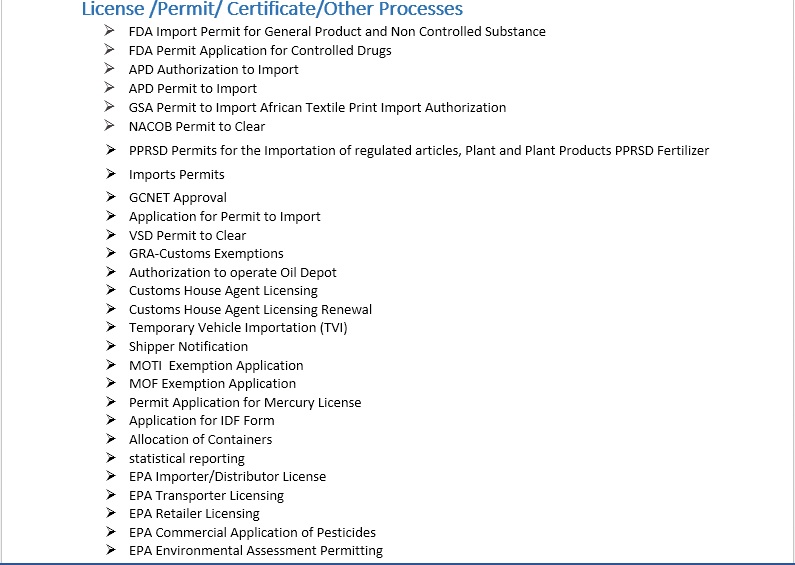 License /Permit/ Certificate/Other Processes
FDA Import Permit for General Product and Non Controlled Substance
FDA Permit Application for Controlled Drugs
APD Authorization to Import
APD Permit to Import
GSA Permit to Import African Textile Print Import Authorization
NACOB Permit to Clear
PPRSD Permits for the Importation of regulated articles, Plant and Plant Products PPRSD Fertilizer
Imports Permits
GCNET Approval
Application for Permit to Import
VSD Permit to Clear
GRA-Customs Exemptions
Authorization to operate Oil Depot
Customs House Agent Licensing
Customs House Agent Licensing Renewal
Temporary Vehicle Importation (TVI)
Shipper Notification
MOTI  Exemption Application
MOF Exemption Application
Permit Application for Mercury License
Application for IDF Form
Allocation of Containers
statistical reporting
EPA Importer/Distributor License
EPA Transporter Licensing
EPA Retailer Licensing
EPA Commercial Application of Pesticides
EPA Environmental Assessment Permitting